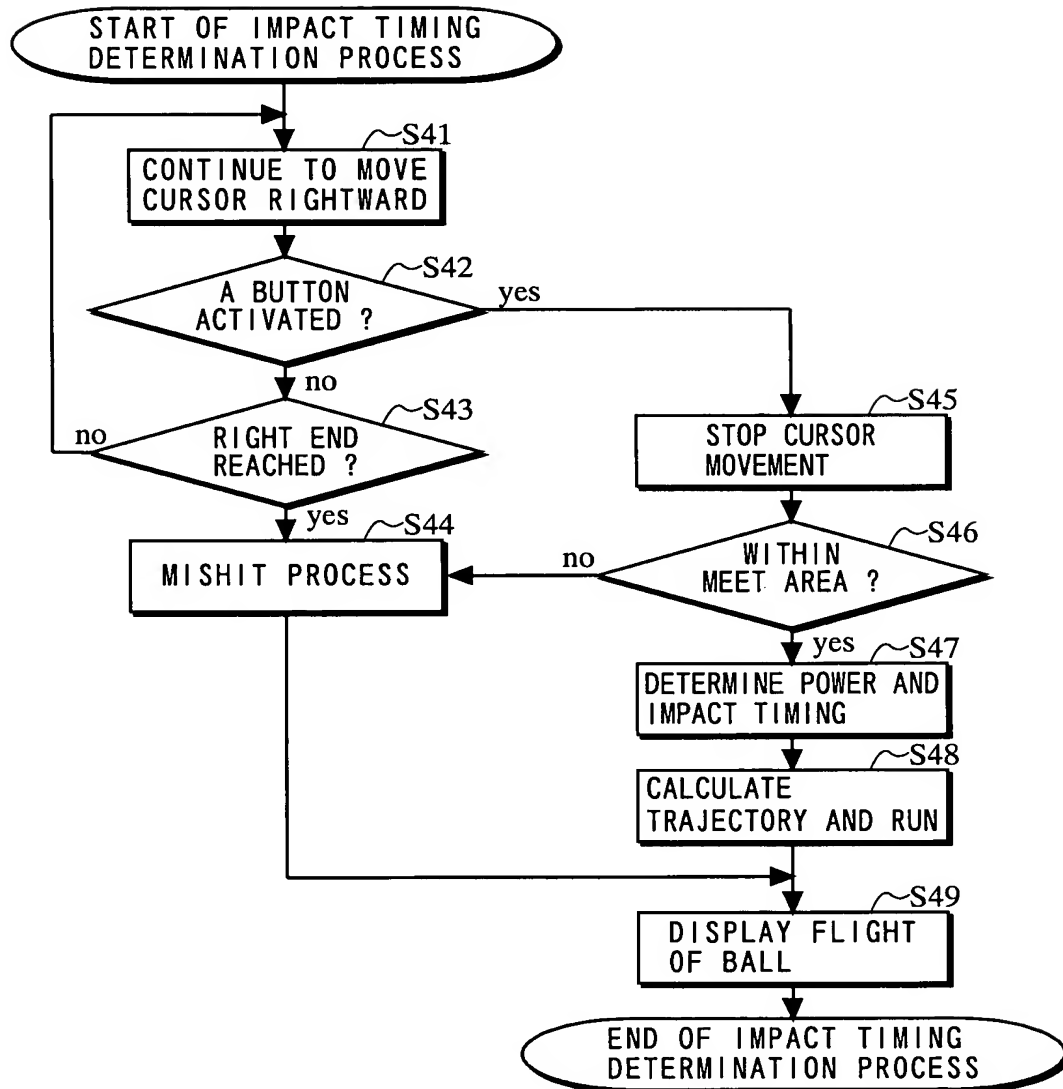 START OF IMPACT TIMING
DETERMINATION PROCESS
S41
CONTINUE TO MOVE
CURSOR RIGHTWARD
S42
A BUTTON
ACTIVATED ?
yes
no
S43
RIGHT END
REACHED ?
no
yes
S44
MISHIT PROCESS
S45
STOP CURSOR
MOVEMENT
S46
WITHIN
MEET AREA ?
no
yes
S47
DETERMINE POWER AND
IMPACT TIMING
S48
CALCULATE
TRAJECTORY AND RUN
S49
DISPLAY FLIGHT
OF BALL
END OF IMPACT TIMING
DETERMINATION PROCESS